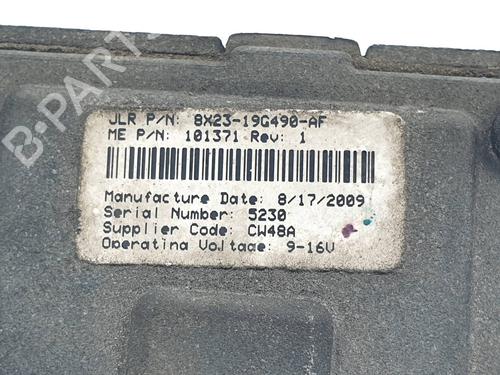 JLR P/N: 8X23-19G490-AF
ME P/N: 101371 Rev: 1
Manufacture Date: 8/17/2009
Serial Number: 5230
Supplier Code: CW48A
Operating Voltage: 9-16V
B-PARTS